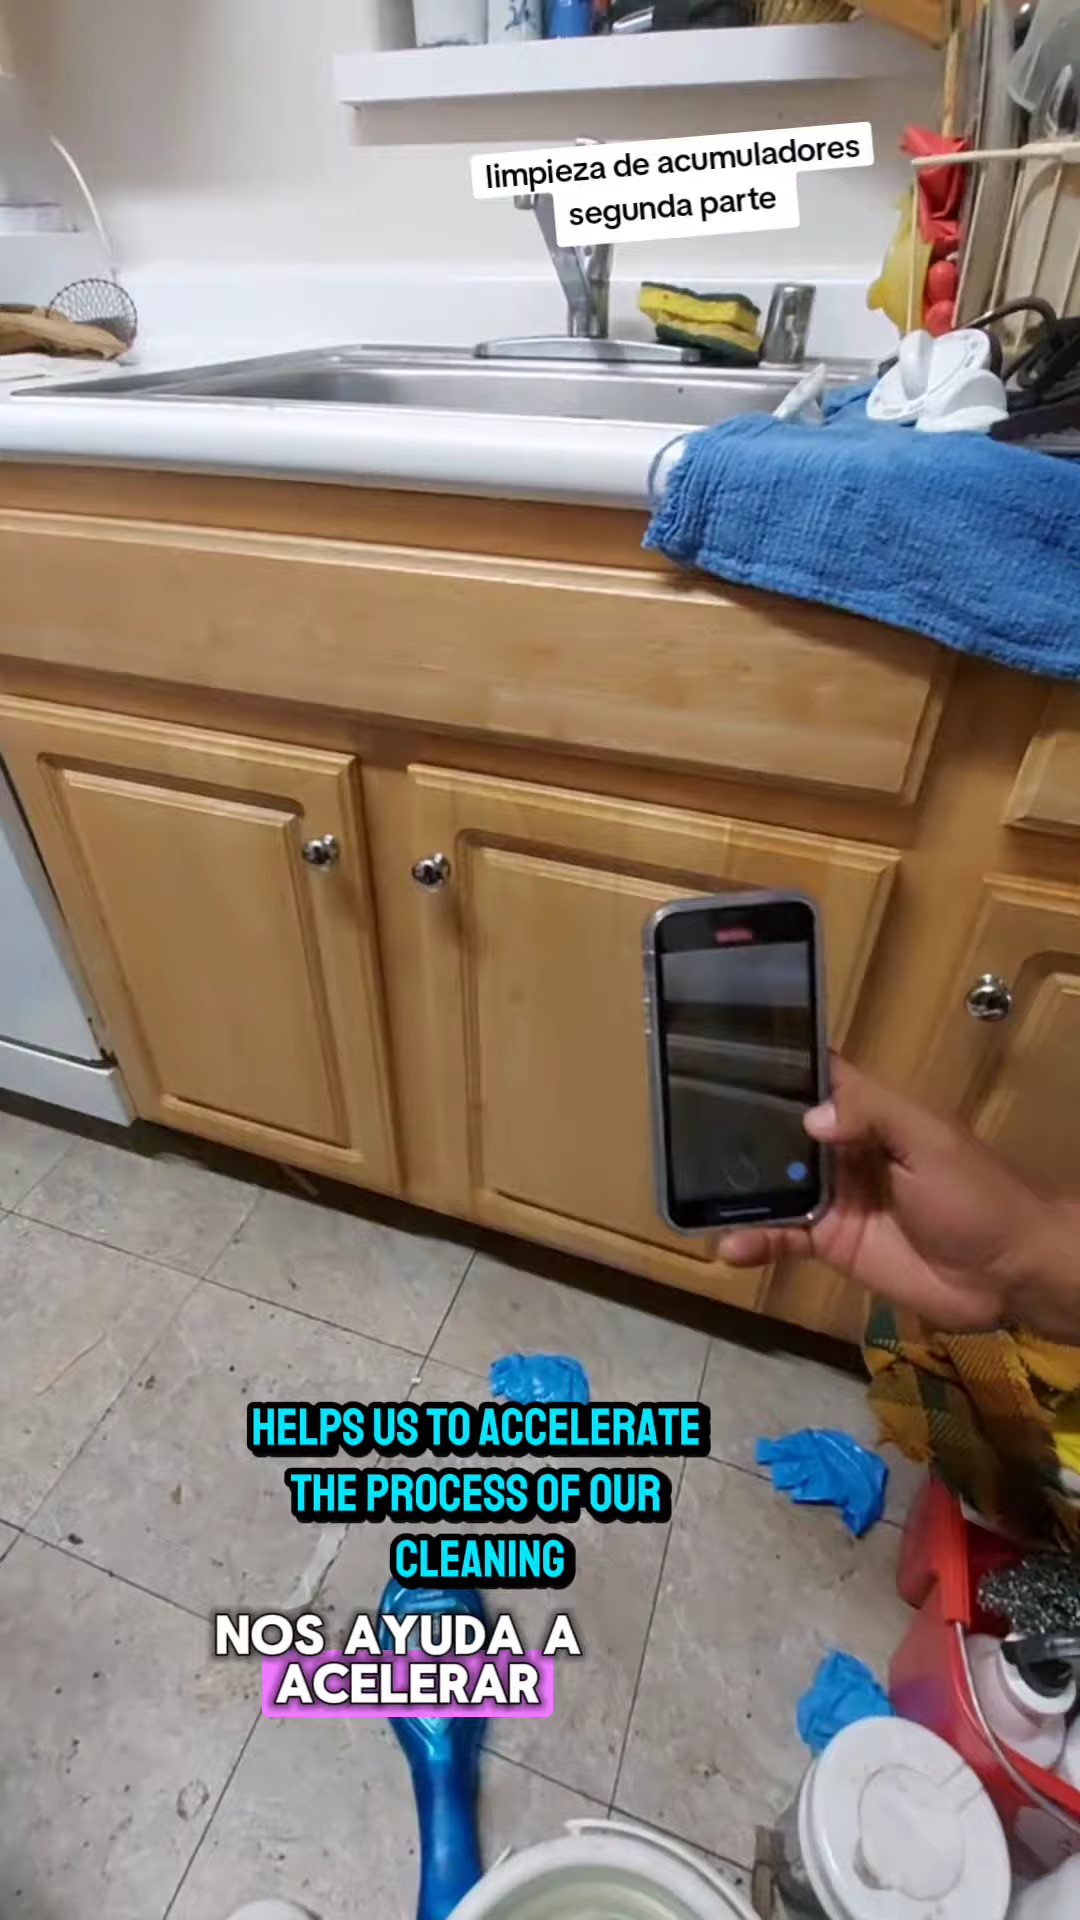 limpieza de acumuladores
segunda parte
HELPS US TO ACCELERATE
THE PROCESS OF OUR
CLEANING
NOS AYUDA A
ACELERAR